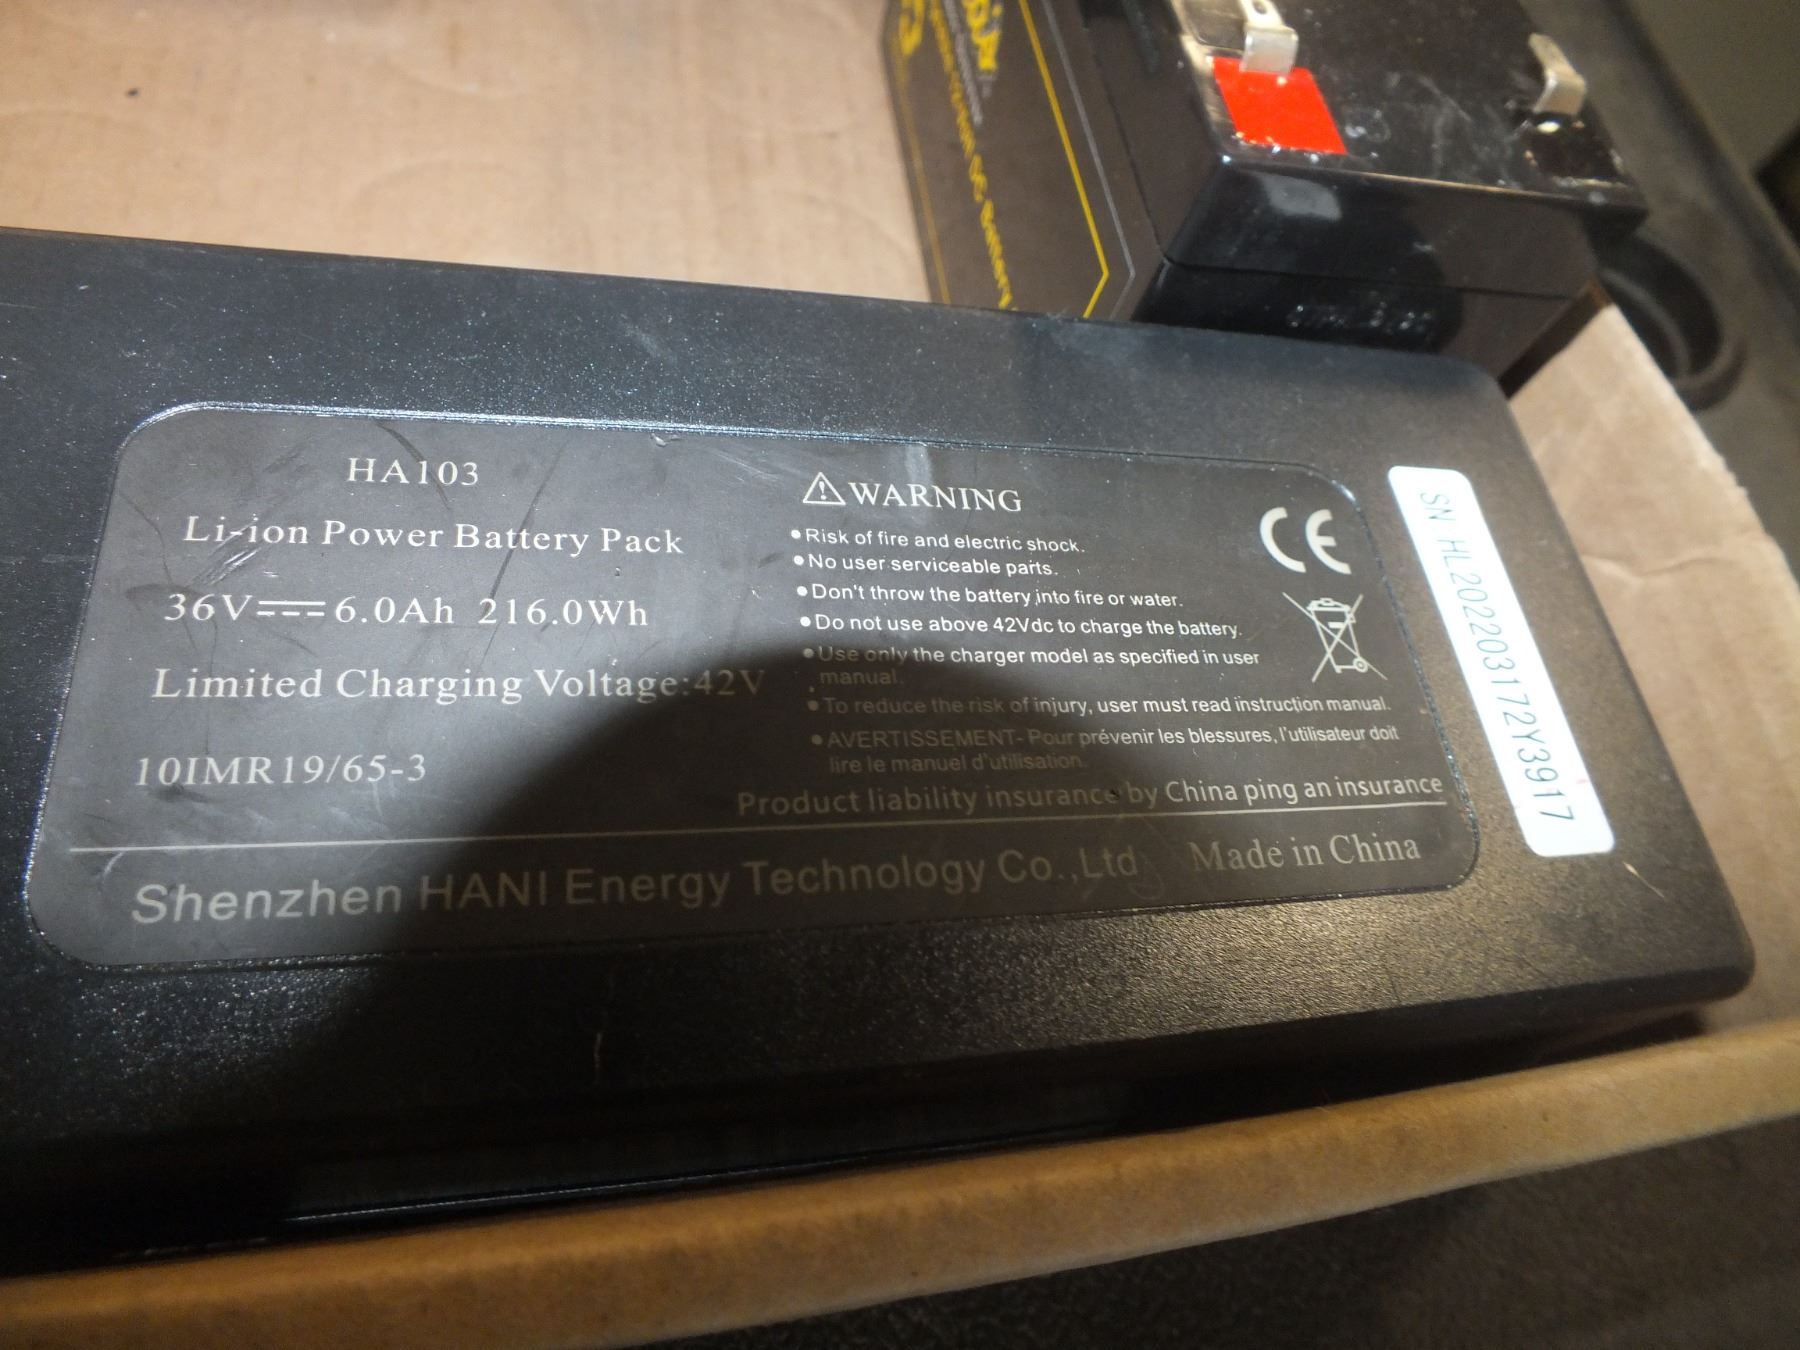 Battery
HA103
Li-ion Power Battery Pack
36V 6.0Ah 216.0Wh
Limited Charging Voltage:42V
10IMR19/65-3
WARNING
•Risk of fire and electric shock.
•No user serviceable parts.
•Don't throw the battery into fire or water.
•Do not use above 42Vdc to charge the battery.
•Use only the charger model as specified in user
manual.
•To reduce the risk of injury, user must read instruction manual.
•AVERTISSEMENT- Pour prévenir les blessures, l'utilisateur doit
lire le manuel d'utilisation.
Product liability insurance by China ping an insurance
CE
Shenzhen HANI Energy Technology Co.,Ltd Made in China
SN HL202203172Y3917